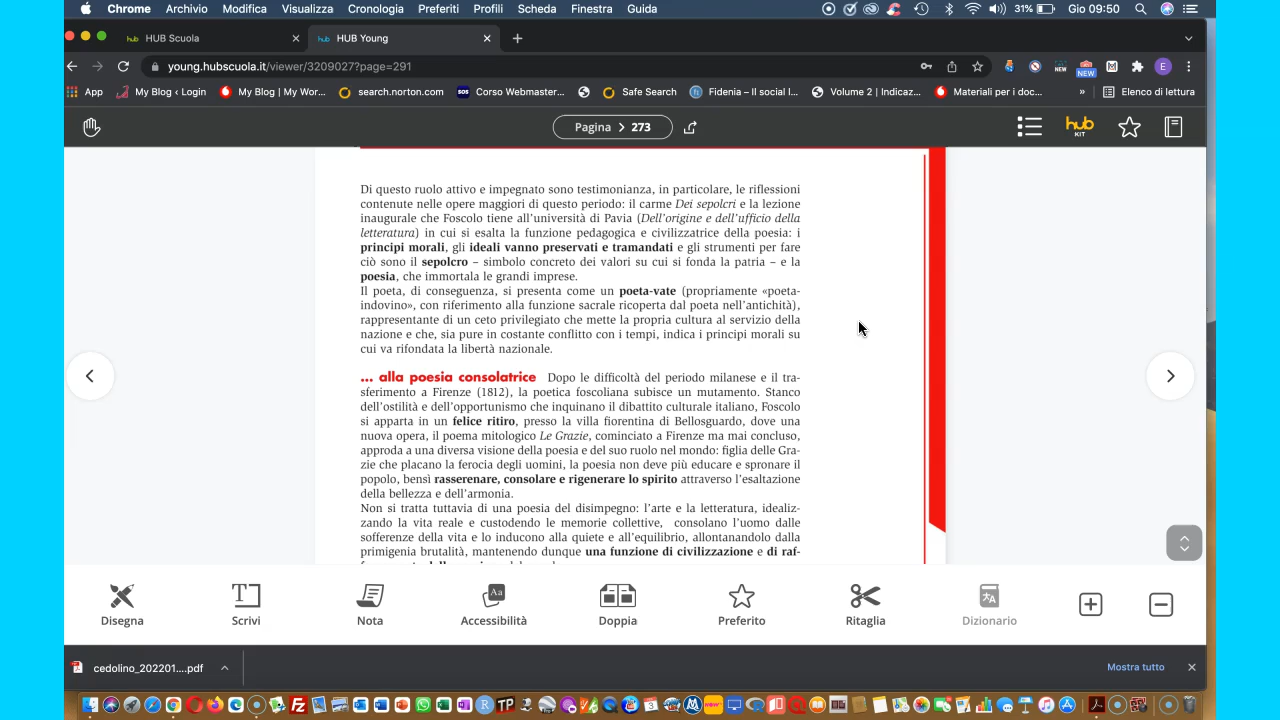 Chrome Archivio Modifica Visualizza Cronologia Preferiti Profili Scheda Finestra Guida 31% Gio 09:50
hub HUB Scuola hub HUB Young
young.hubscuola.it/viewer/3209027?page=291 NEW NEW E
App My Blog ‹ Login My Blog | My Wor... search.norton.com SOS Corso Webmaster... Safe Search Fidenia – Il social l... Volume 2 | Indicaz... Materiali per i doc... » Elenco di lettura
Pagina > 273 hub KIT
Di questo ruolo attivo e impegnato sono testimonianza, in particolare, le riflessioni
contenute nelle opere maggiori di questo periodo: il carme Dei sepolcri e la lezione
inaugurale che Foscolo tiene all'università di Pavia (Dell'origine e dell'ufficio della
letteratura) in cui si esalta la funzione pedagogica e civilizzatrice della poesia: i
principi morali, gli ideali vanno preservati e tramandati e gli strumenti per fare
ciò sono il sepolcro – simbolo concreto dei valori su cui si fonda la patria – e la
poesia, che immortala le grandi imprese.
Il poeta, di conseguenza, si presenta come un poeta-vate (propriamente «poeta-
indovino», con riferimento alla funzione sacrale ricoperta dal poeta nell'antichità),
rappresentante di un ceto privilegiato che mette la propria cultura al servizio della
nazione e che, sia pure in costante conflitto con i tempi, indica i principi morali su
cui va rifondata la libertà nazionale.
... alla poesia consolatrice Dopo le difficoltà del periodo milanese e il tra-
sferimento a Firenze (1812), la poetica foscoliana subisce un mutamento. Stanco
dell'ostilità e dell'opportunismo che inquinano il dibattito culturale italiano, Foscolo
si apparta in un felice ritiro, presso la villa fiorentina di Bellosguardo, dove una
nuova opera, il poema mitologico Le Grazie, cominciato a Firenze ma mai concluso,
approda a una diversa visione della poesia e del suo ruolo nel mondo: figlia delle Gra-
zie che placano la ferocia degli uomini, la poesia non deve più educare e spronare il
popolo, bensì rasserenare, consolare e rigenerare lo spirito attraverso l'esaltazione
della bellezza e dell'armonia.
Non si tratta tuttavia di una poesia del disimpegno: l'arte e la letteratura, idealiz-
zando la vita reale e custodendo le memorie collettive, consolano l'uomo dalle
sofferenze della vita e lo inducono alla quiete e all'equilibrio, allontanandolo dalla
primigenia brutalità, mantenendo dunque una funzione di civilizzazione e di raf-
Disegna Scrivi Nota Accessibilità Doppia Preferito Ritaglia Dizionario
cedolino_202201....pdf Mostra tutto